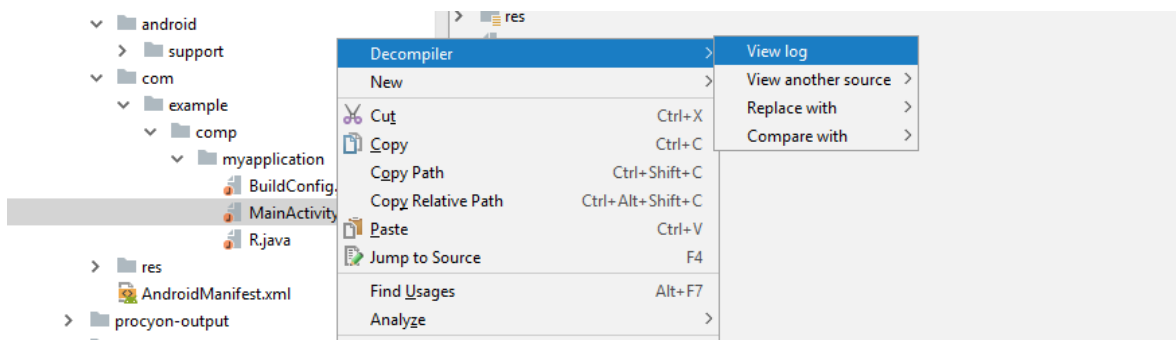 android
support
com
example
comp
myapplication
BuildConfig.
MainActivity
R.java
res
AndroidManifest.xml
procyon-output
res
Decompiler
New
Cut Ctrl+X
Copy Ctrl+C
Copy Path Ctrl+Shift+C
Copy Relative Path Ctrl+Alt+Shift+C
Paste Ctrl+V
Jump to Source F4
Find Usages Alt+F7
Analyze
View log
View another source
Replace with
Compare with